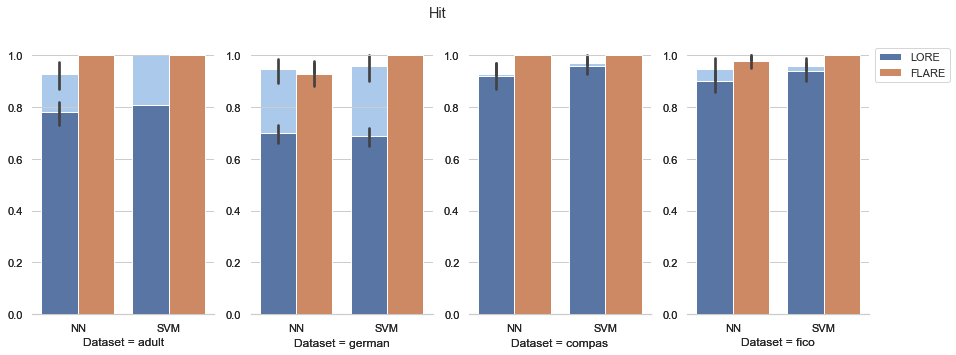 Hit
1.0 1.0 1.0 1.0 LORE
FLARE
0.8 0.8 0.8 0.8
0.6 0.6 0.6 0.6
0.4 0.4 0.4 0.4
0.2 0.2 0.2 0.2
0.0 0.0 0.0 0.0
NN SVM NN SVM NN SVM NN SVM
Dataset = adult Dataset = german Dataset = compas Dataset = fico